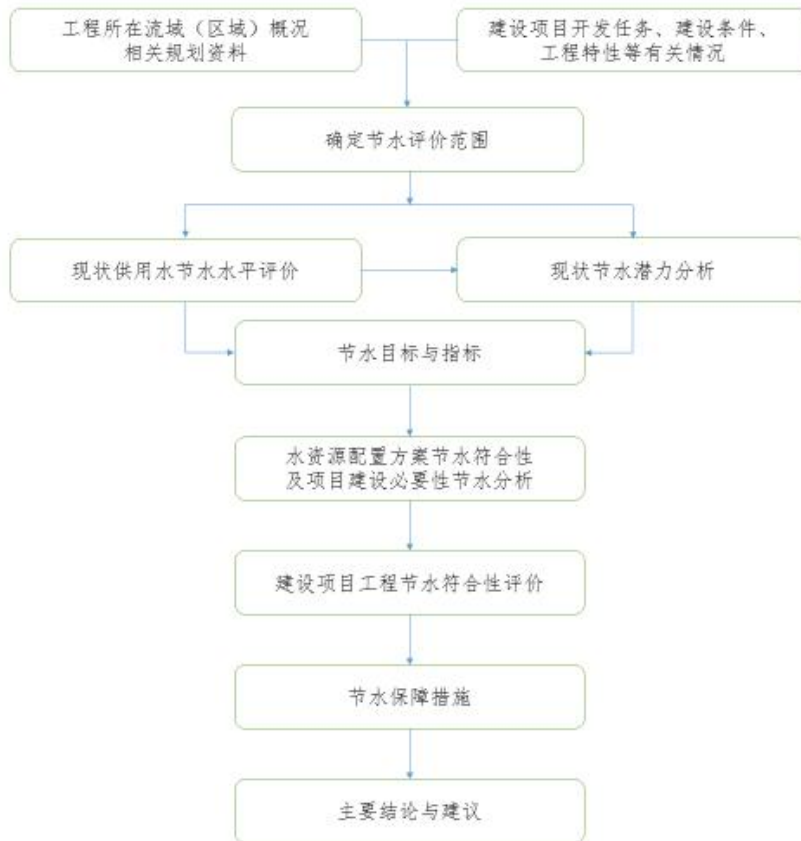 工程所在流域（区域）概况
相关规划资料
建设项目开发任务、建设条件、
工程特性等有关情况
确定节水评价范围
现状供用水节水水平评价
现状节水潜力分析
节水目标与指标
水资源配置方案节水符合性
及项目建设必要性节水分析
建设项目工程节水符合性评价
节水保障措施
主要结论与建议